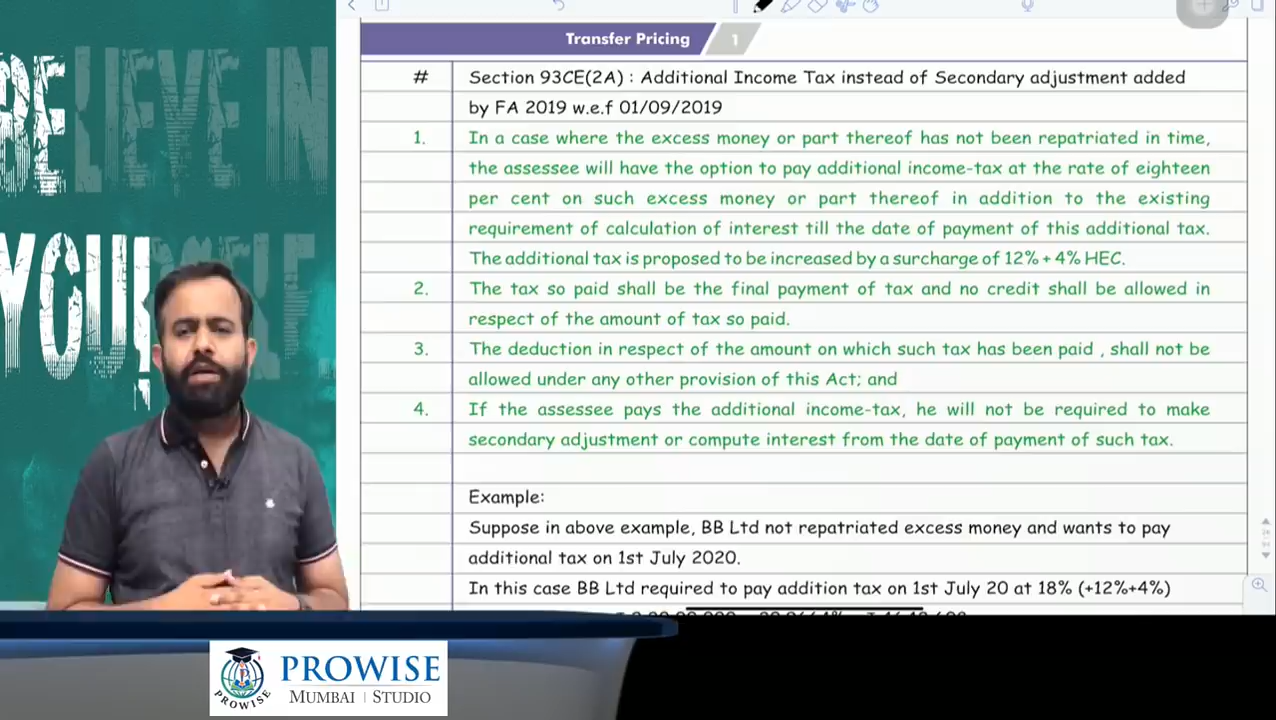 BELIEVE IN
YOURSELF
Transfer Pricing 1
# Section 93CE(2A) : Additional Income Tax instead of Secondary adjustment added
by FA 2019 w.e.f 01/09/2019
1. In a case where the excess money or part thereof has not been repatriated in time,
the assessee will have the option to pay additional income-tax at the rate of eighteen
per cent on such excess money or part thereof in addition to the existing
requirement of calculation of interest till the date of payment of this additional tax.
The additional tax is proposed to be increased by a surcharge of 12% + 4% HEC.
2. The tax so paid shall be the final payment of tax and no credit shall be allowed in
respect of the amount of tax so paid.
3. The deduction in respect of the amount on which such tax has been paid , shall not be
allowed under any other provision of this Act; and
4. If the assessee pays the additional income-tax, he will not be required to make
secondary adjustment or compute interest from the date of payment of such tax.
Example:
Suppose in above example, BB Ltd not repatriated excess money and wants to pay
additional tax on 1st July 2020.
In this case BB Ltd required to pay addition tax on 1st July 20 at 18% (+12%+4%)
PROWISE
PROWISE
MUMBAI | STUDIO